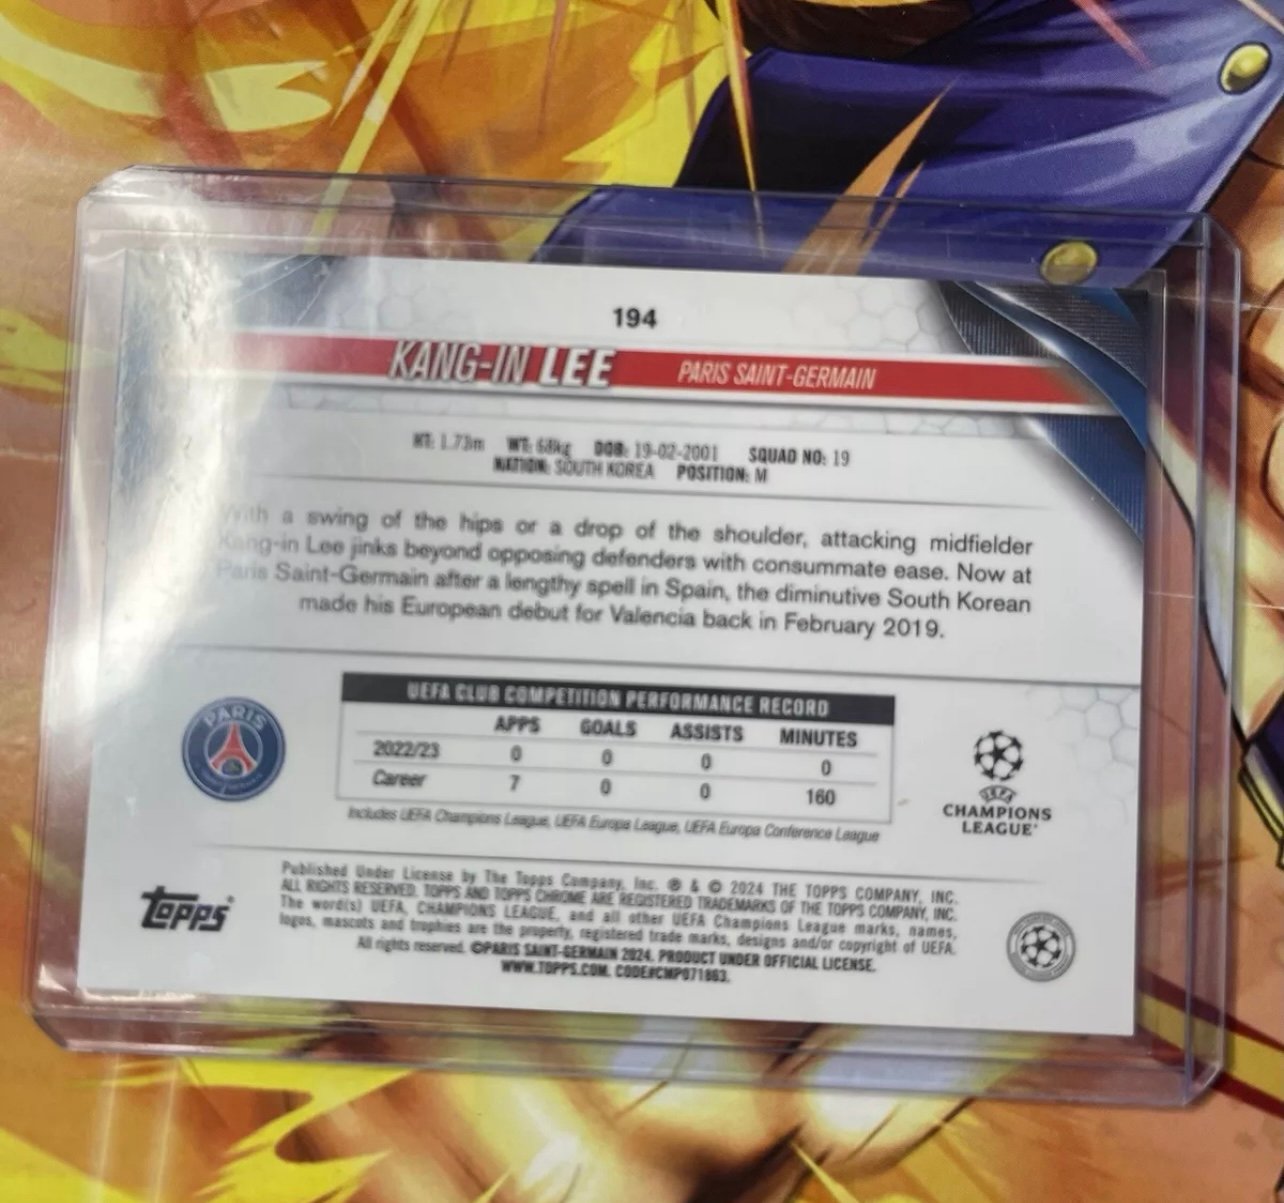 194
KANG-IN LEE PARIS SAINT-GERMAIN
HT: 1.73m WT: 68kg DOB: 19-02-2001 SQUAD NO: 19
NATION: SOUTH KOREA POSITION: M
With a swing of the hips or a drop of the shoulder, attacking midfielder
Kang-in Lee jinks beyond opposing defenders with consummate ease. Now at
Paris Saint-Germain after a lengthy spell in Spain, the diminutive South Korean
made his European debut for Valencia back in February 2019.
UEFA CLUB COMPETITION PERFORMANCE RECORD
APPS GOALS ASSISTS MINUTES
2022/23 0 0 0 0
Career 7 0 0 160
Includes UEFA Champions League, UEFA Europa League, UEFA Europa Conference League
PARIS
UEFA
CHAMPIONS
LEAGUE®
topps®
Published Under License by The Topps Company, Inc. ® & © 2024 THE TOPPS COMPANY, INC.
ALL RIGHTS RESERVED. TOPPS AND TOPPS CHROME ARE REGISTERED TRADEMARKS OF THE TOPPS COMPANY, INC.
The word(s) UEFA, CHAMPIONS LEAGUE, and all other UEFA Champions League marks, names,
logos, mascots and trophies are the property, registered trade marks, designs and/or copyright of UEFA.
All rights reserved. ©PARIS SAINT-GERMAIN 2024. PRODUCT UNDER OFFICIAL LICENSE.
WWW.TOPPS.COM. CODE#CMP071863.